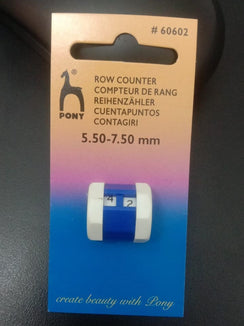 # 60602
ROW COUNTER
COMPTEUR DE RANG
REIHENZÄHLER
CUENTAPUNTOS
CONTAGIRI
PONY
5.50-7.50 mm
4 2
create beauty with Pony